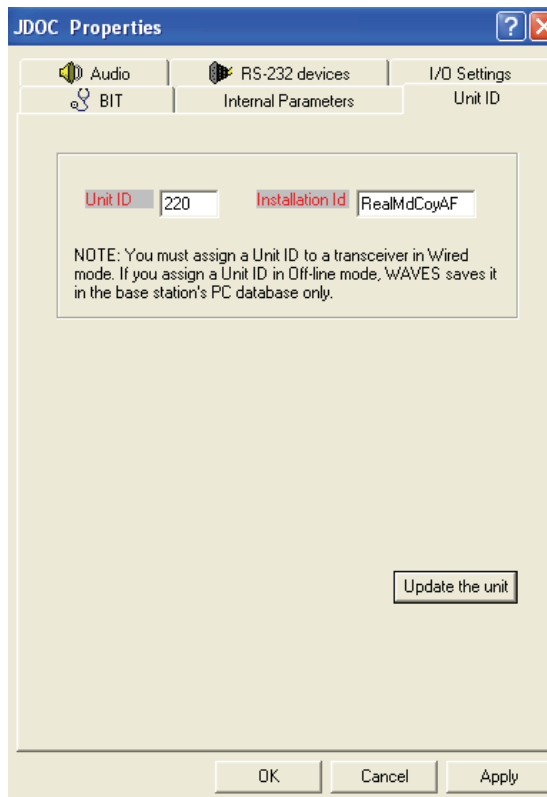 JDOC Properties
Audio RS-232 devices I/O Settings
BIT Internal Parameters Unit ID
Unit ID 220 Installation Id RealMdCoyAF
NOTE: You must assign a Unit ID to a transceiver in Wired
mode. If you assign a Unit ID in Off-line mode, WAVES saves it
in the base station's PC database only.
Update the unit
OK Cancel Apply